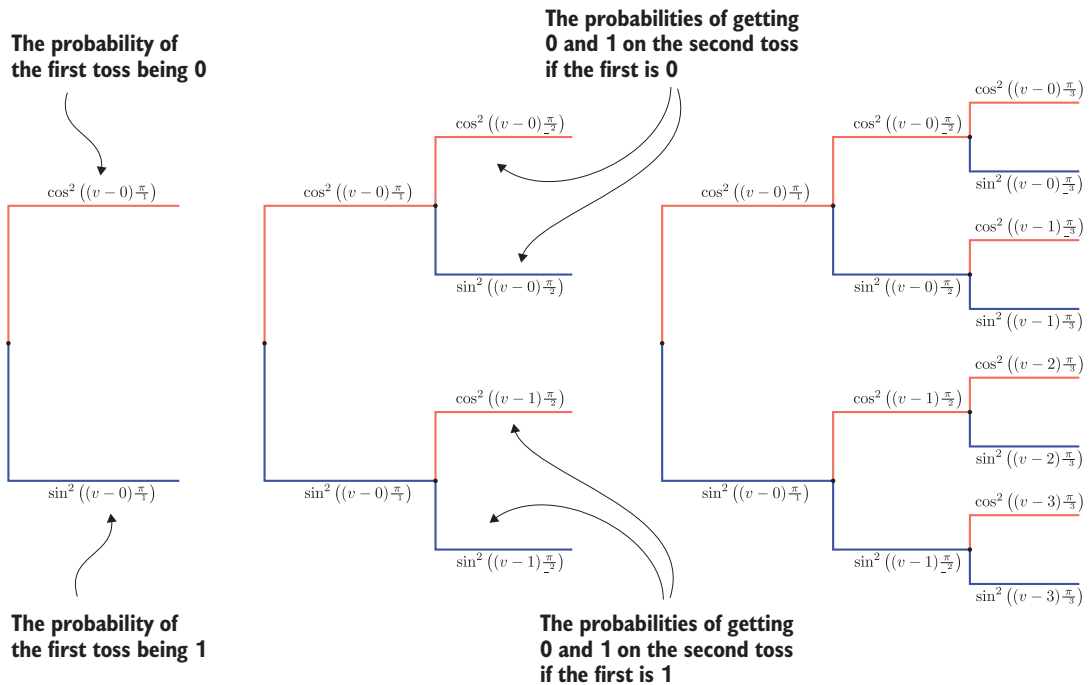 The probability of
the first toss being 0
cos² ((v − 0) π/1)
sin² ((v − 0) π/1)
The probability of
the first toss being 1
The probabilities of getting
0 and 1 on the second toss
if the first is 0
cos² ((v − 0) π/2)
cos² ((v − 0) π/1)
sin² ((v − 0) π/2)
cos² ((v − 1) π/2)
sin² ((v − 0) π/1)
sin² ((v − 1) π/2)
The probabilities of getting
0 and 1 on the second toss
if the first is 1
cos² ((v − 0) π/3)
cos² ((v − 0) π/2)
sin² ((v − 0) π/3)
cos² ((v − 0) π/1)
cos² ((v − 1) π/3)
sin² ((v − 0) π/2)
sin² ((v − 1) π/3)
cos² ((v − 2) π/3)
cos² ((v − 1) π/2)
sin² ((v − 2) π/3)
sin² ((v − 0) π/1)
cos² ((v − 3) π/3)
sin² ((v − 1) π/2)
sin² ((v − 3) π/3)